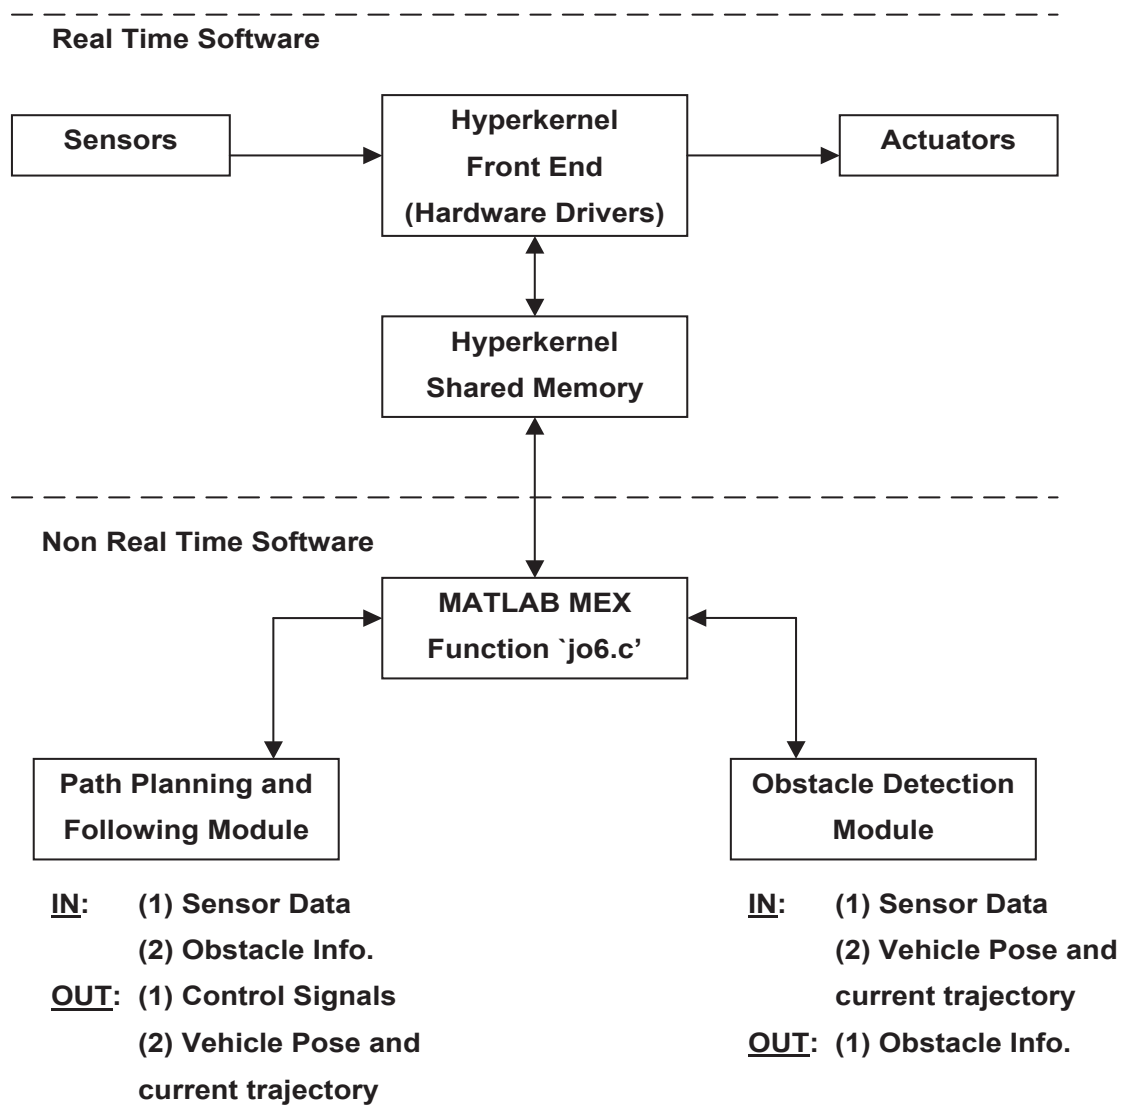 Real Time Software
Sensors
Hyperkernel
Front End
(Hardware Drivers)
Actuators
Hyperkernel
Shared Memory
Non Real Time Software
MATLAB MEX
Function `jo6.c’
Path Planning and
Following Module
Obstacle Detection
Module
IN: (1) Sensor Data
(2) Obstacle Info.
OUT: (1) Control Signals
(2) Vehicle Pose and
current trajectory
IN: (1) Sensor Data
(2) Vehicle Pose and
current trajectory
OUT: (1) Obstacle Info.